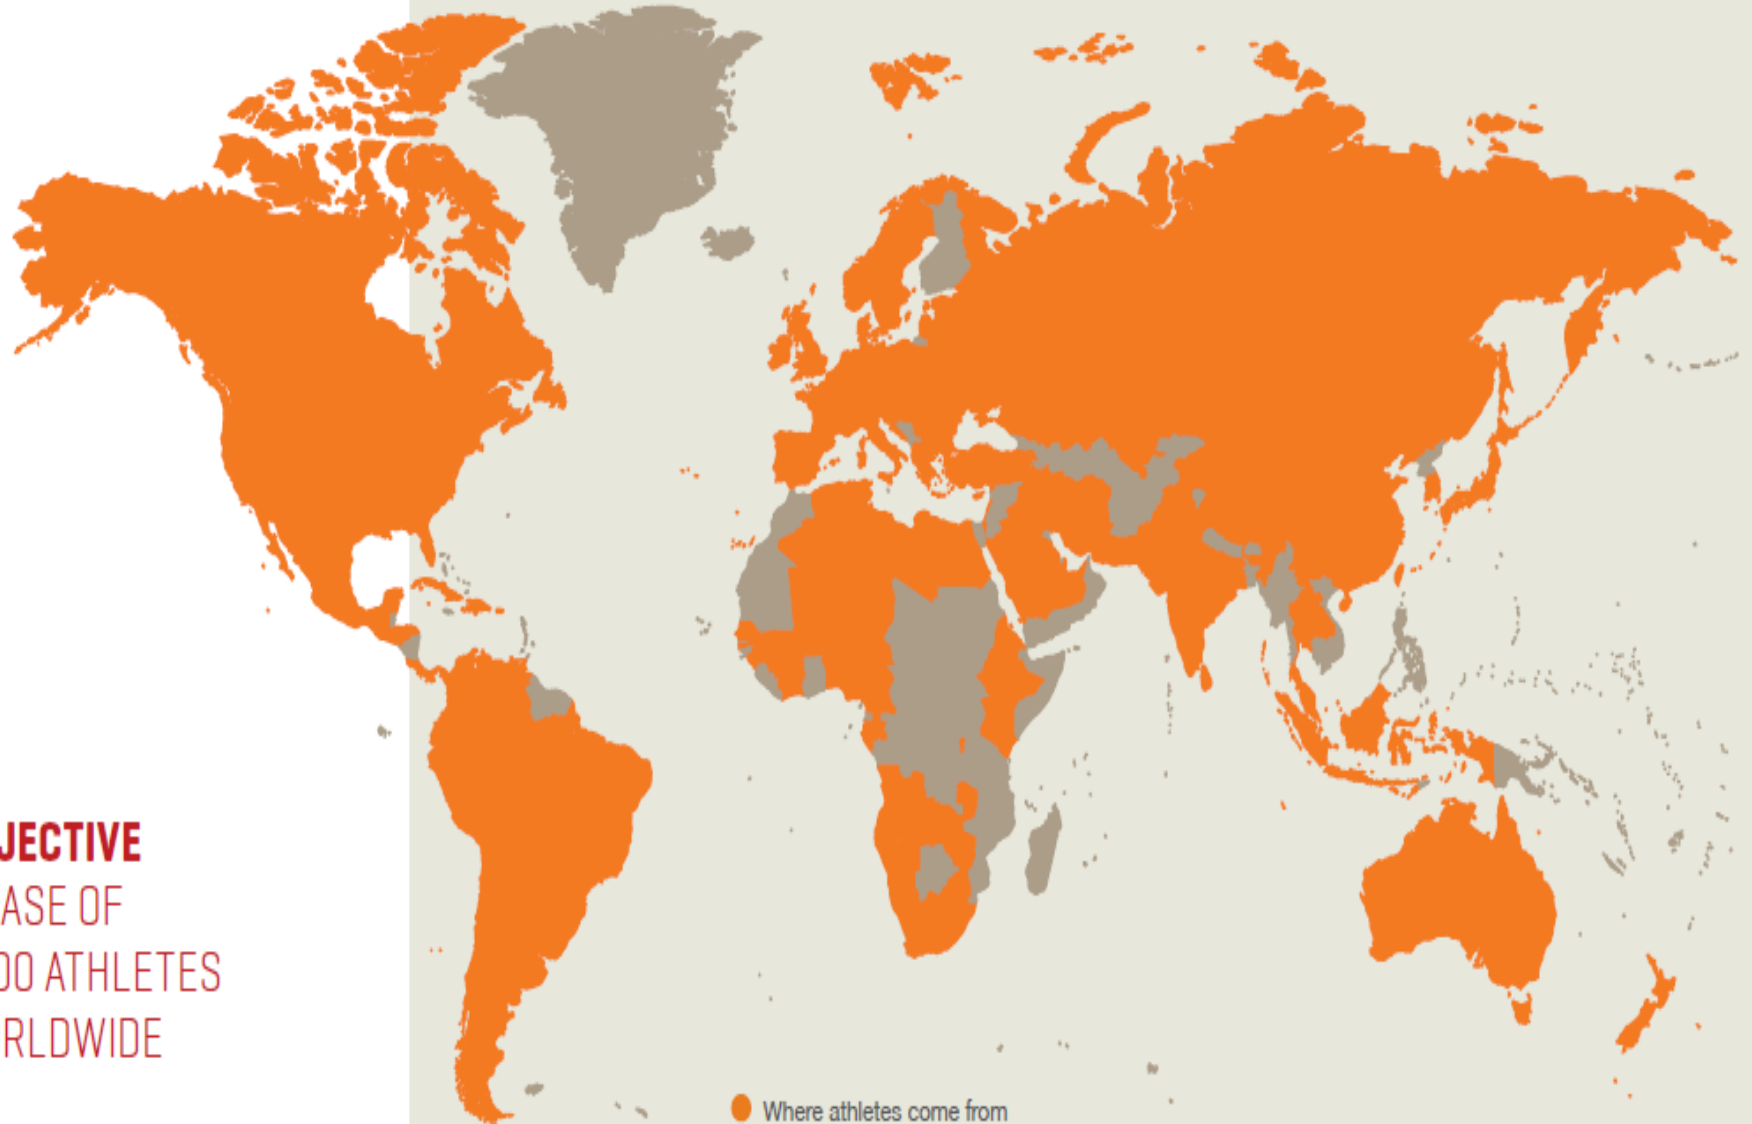 JECTIVE
ASE OF
00 ATHLETES
RLDWIDE
Where athletes come from